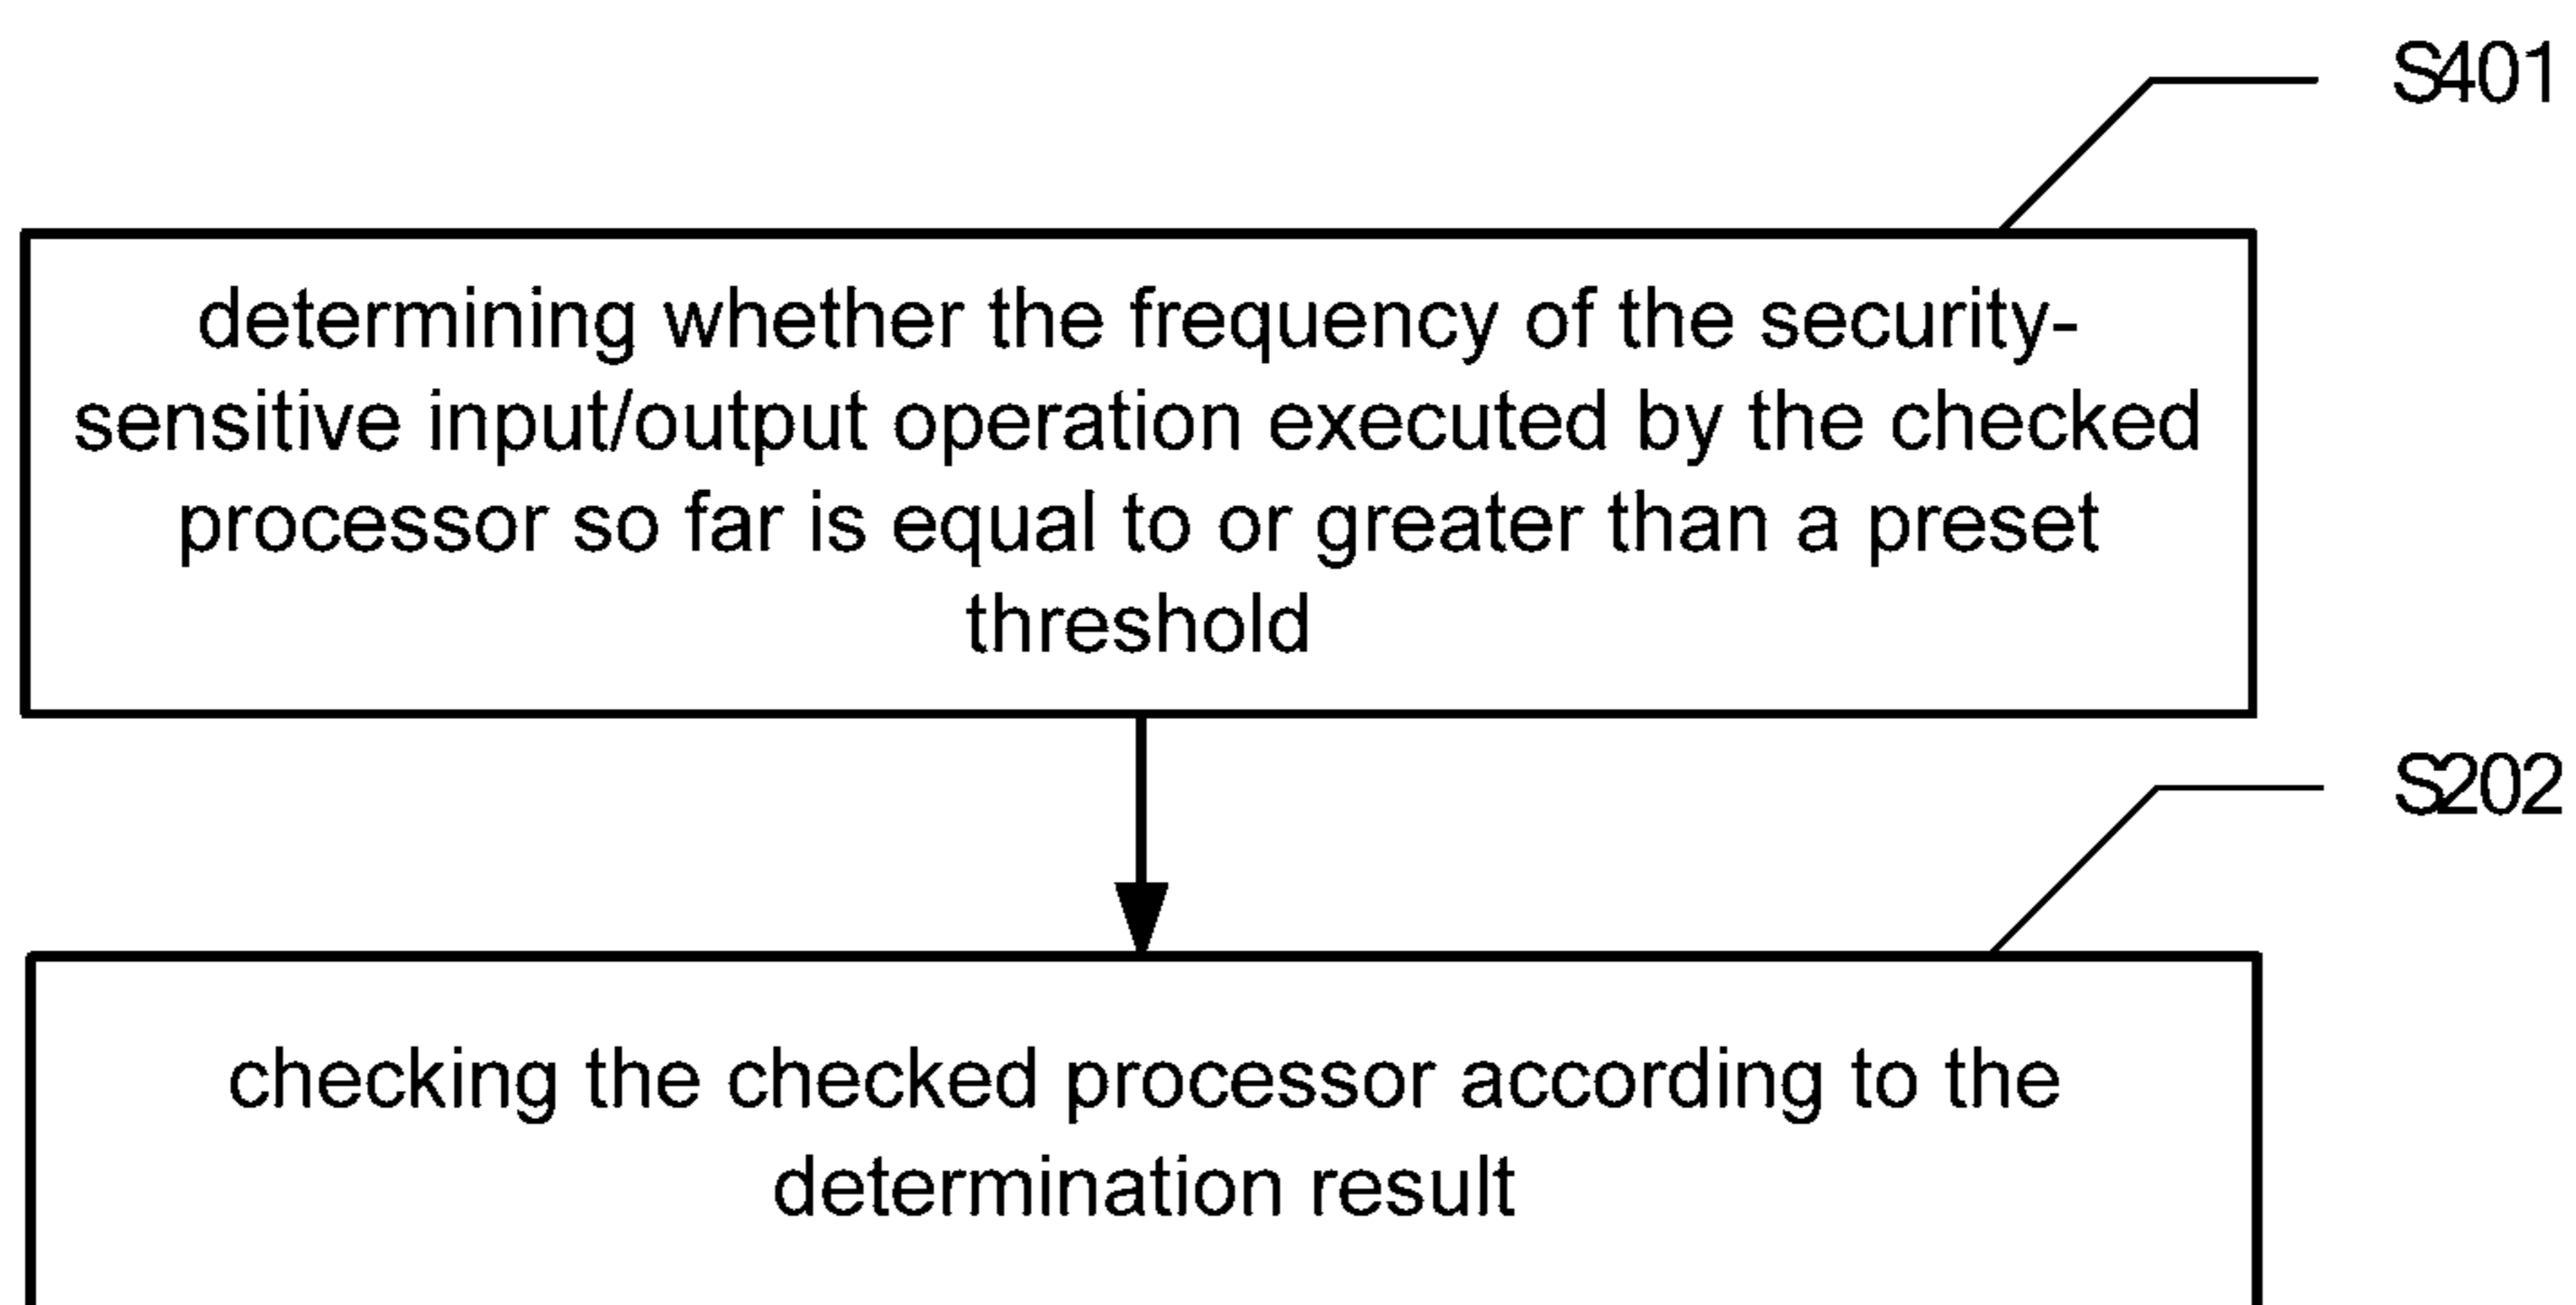 S401
determining whether the frequency of the security-
sensitive input/output operation executed by the checked
processor so far is equal to or greater than a preset
threshold
S202
checking the checked processor according to the
determination result